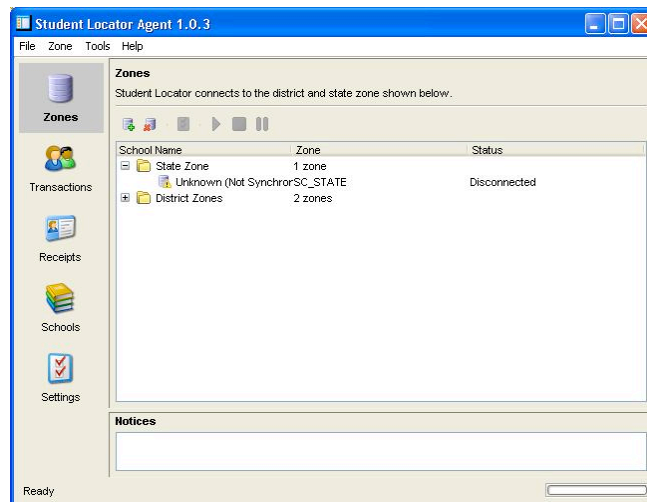 Student Locator Agent 1.0.3
File Zone Tools Help
Zones
Student Locator connects to the district and state zone shown below.
Zones
School Name Zone Status
State Zone 1 zone
Unknown (Not Synchror SC_STATE Disconnected
District Zones 2 zones
Transactions
Receipts
Schools
Settings
Notices
Ready